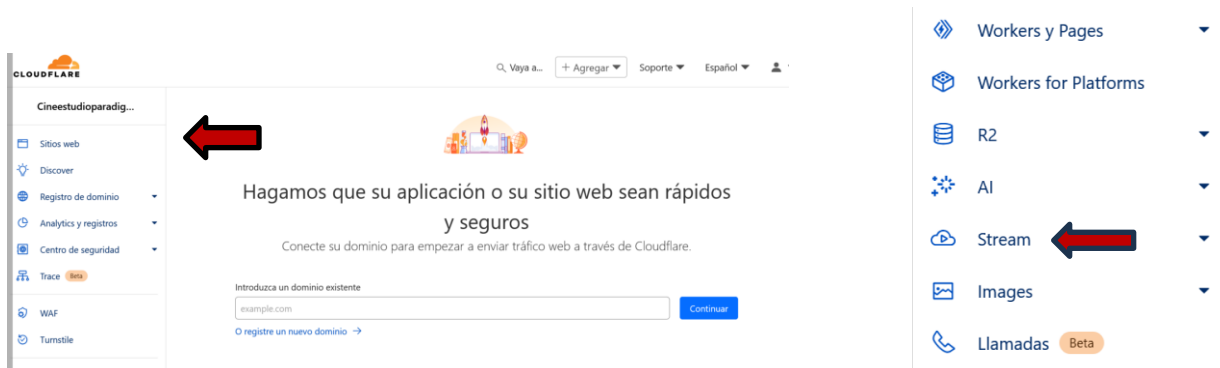 CLOUDFLARE
Vaya a...
+ Agregar
Soporte
Español
Cineestudioparadig...
Sitios web
Discover
Registro de dominio
Analytics y registros
Centro de seguridad
Trace Beta
WAF
Turnstile
Hagamos que su aplicación o su sitio web sean rápidos
y seguros
Conecte su dominio para empezar a enviar tráfico web a través de Cloudflare.
Introduzca un dominio existente
example.com
Continuar
O registre un nuevo dominio →
Workers y Pages
Workers for Platforms
R2
AI
Stream
Images
Llamadas Beta